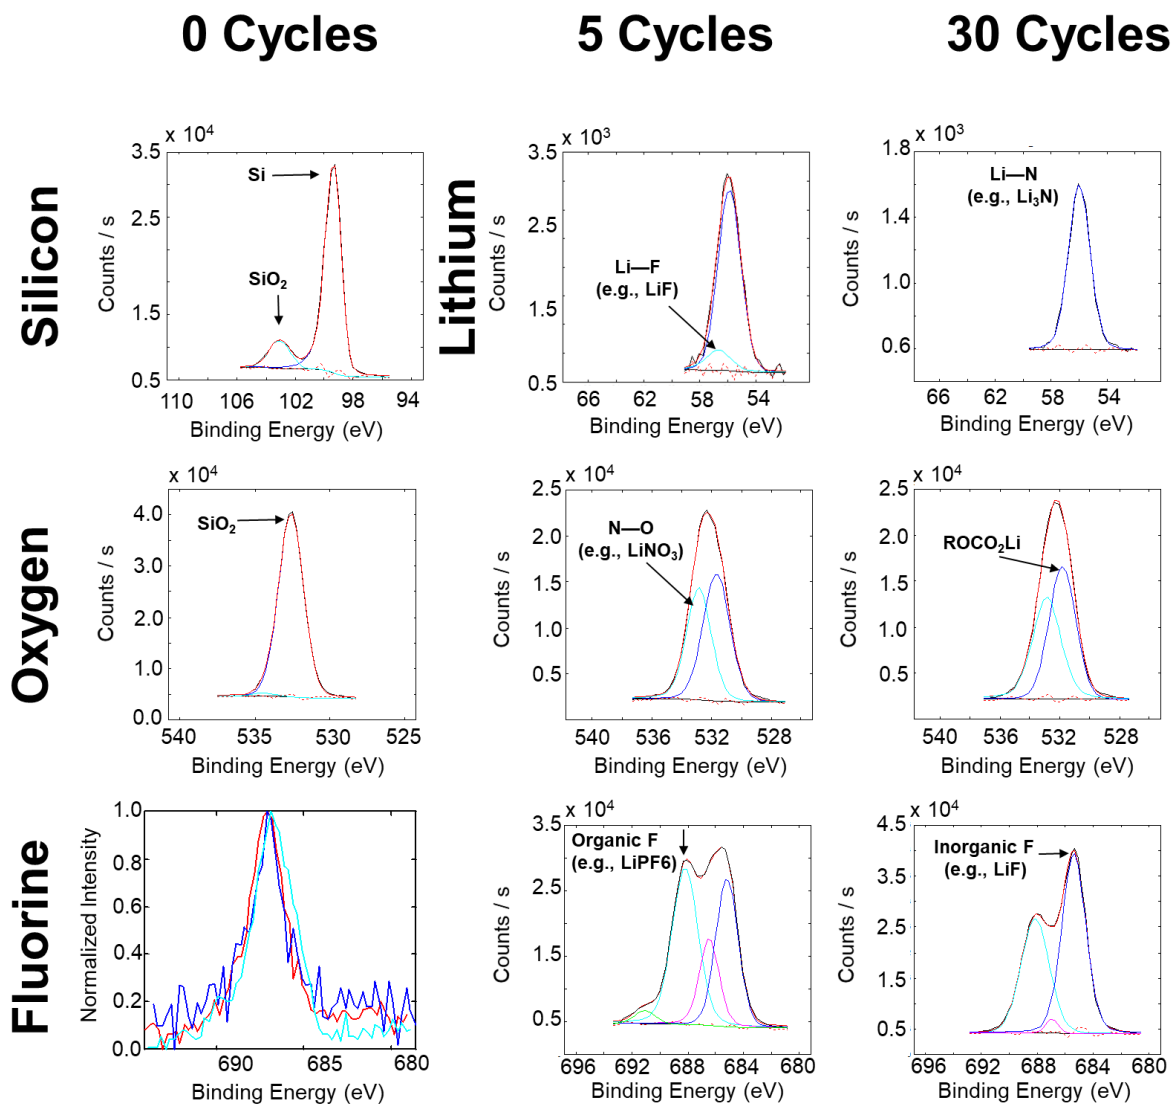 0 Cycles
5 Cycles
30 Cycles
Silicon
x 10⁴
3.5
2.5
1.5
0.5
Counts / s
Si
SiO₂
110
106
102
98
94
Binding Energy (eV)
Lithium
x 10³
3.5
2.5
1.5
0.5
Counts / s
Li—F
(e.g., LiF)
66
62
58
54
Binding Energy (eV)
x 10³
1.8
1.4
1.0
0.6
Counts / s
Li—N
(e.g., Li₃N)
66
62
58
54
Binding Energy (eV)
Oxygen
x 10⁴
4.0
3.0
2.0
1.0
0.0
Counts / s
SiO₂
540
535
530
525
Binding Energy (eV)
x 10⁴
2.5
2.0
1.5
1.0
0.5
Counts / s
N—O
(e.g., LiNO₃)
540
536
532
528
Binding Energy (eV)
x 10⁴
2.5
2.0
1.5
1.0
0.5
Counts / s
ROCO₂Li
540
536
532
528
Binding Energy (eV)
Fluorine
1.0
0.8
0.6
0.4
0.2
0.0
Normalized Intensity
690
685
680
Binding Energy (eV)
x 10⁴
3.5
2.5
1.5
0.5
Counts / s
Organic F
(e.g., LiPF6)
696
692
688
684
680
Binding Energy (eV)
x 10⁴
4.5
3.5
2.5
1.5
0.5
Counts / s
Inorganic F
(e.g., LiF)
696
692
688
684
680
Binding Energy (eV)